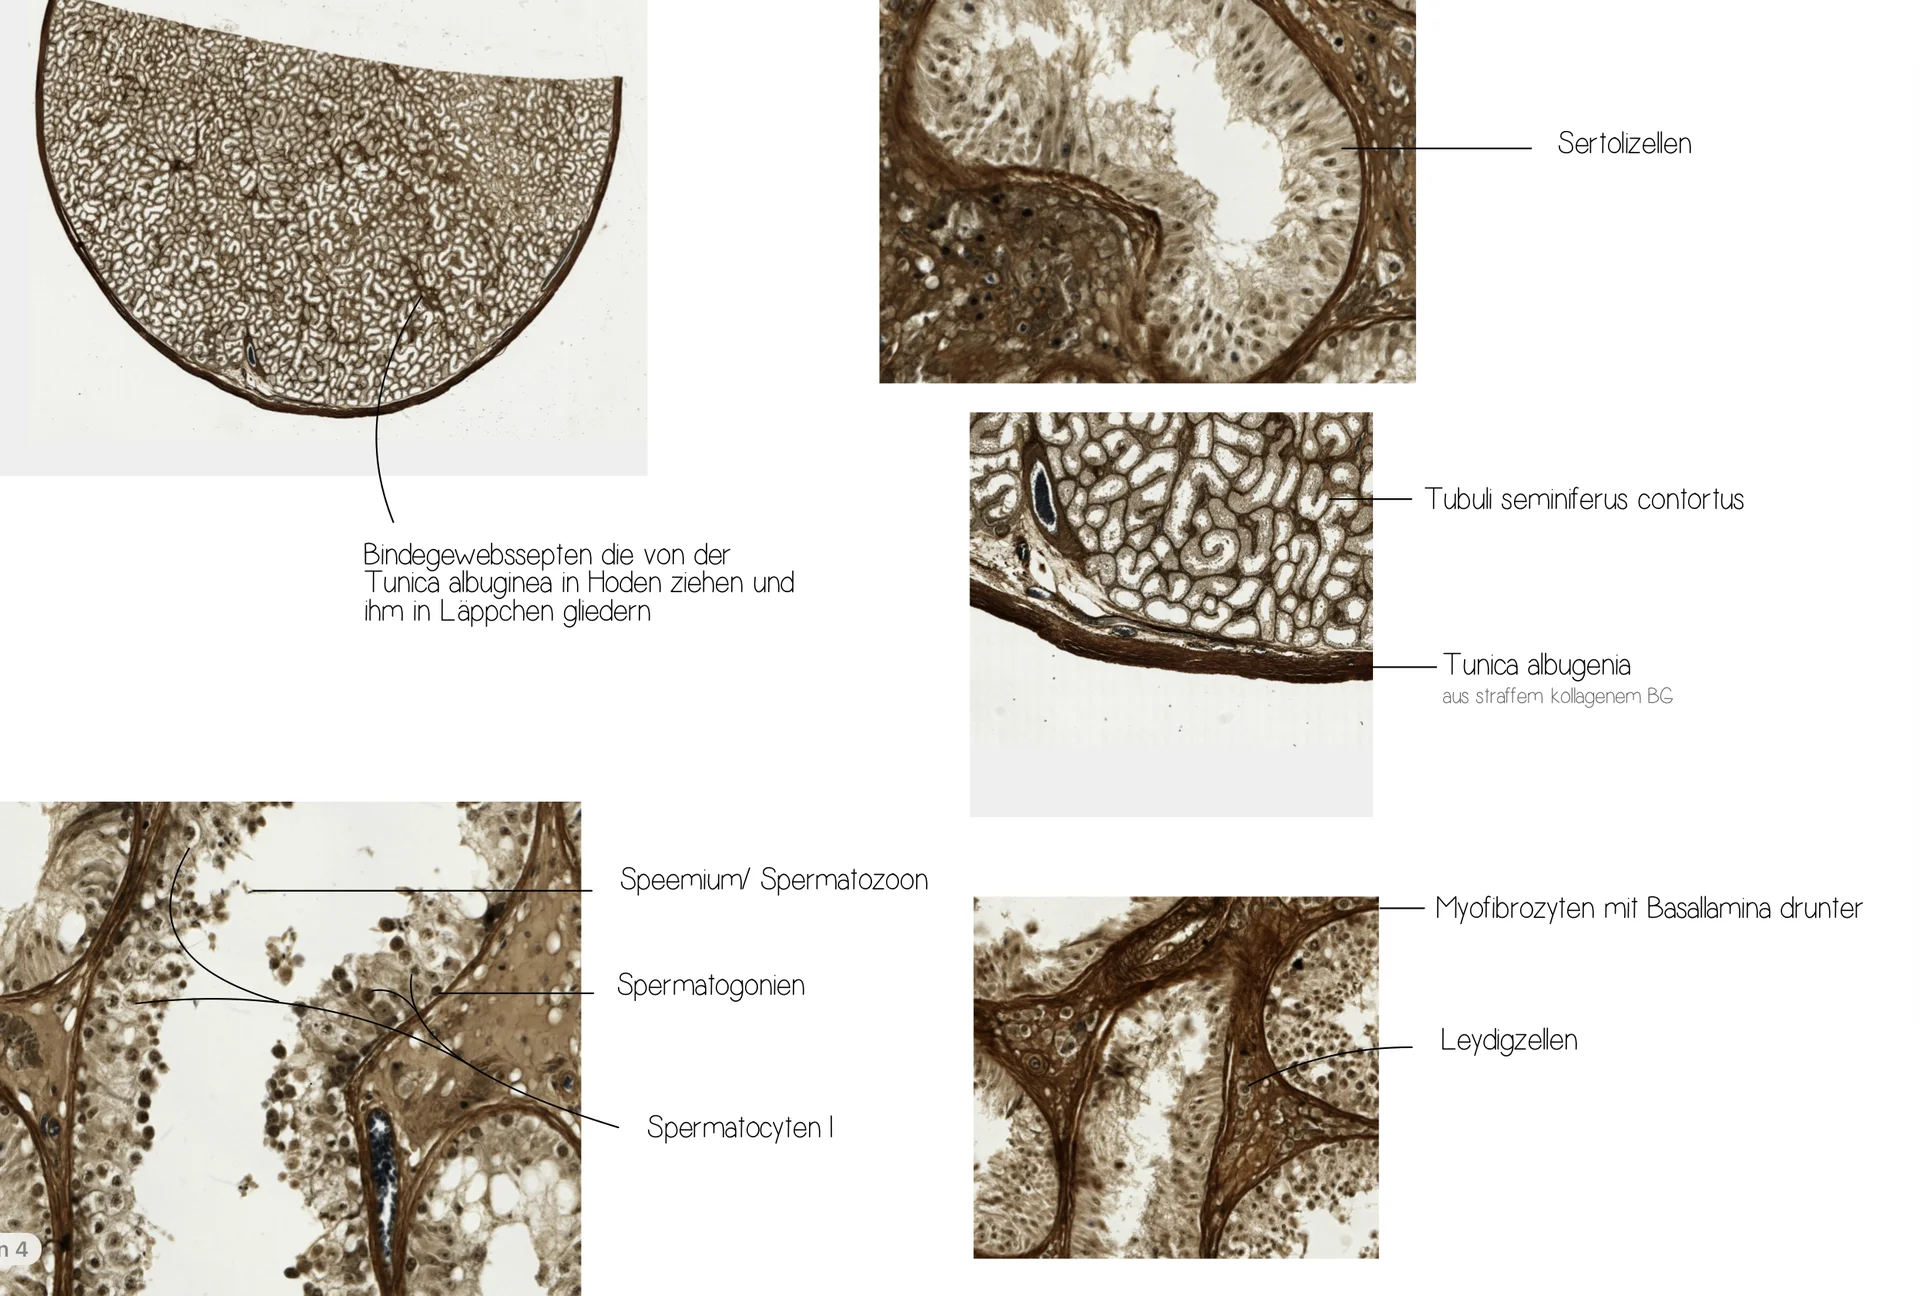 Sertolizellen
Tubuli seminiferus contortus
Bindegewebssepten die von der
Tunica albuginea in Hoden ziehen und
ihm in Läppchen gliedern
Tunica albugenia
aus straffem kollagenem BG
Speemium/ Spermatozoon
Spermatogonien
Spermatocyten I
Myofibrozyten mit Basallamina drunter
Leydigzellen
n 4